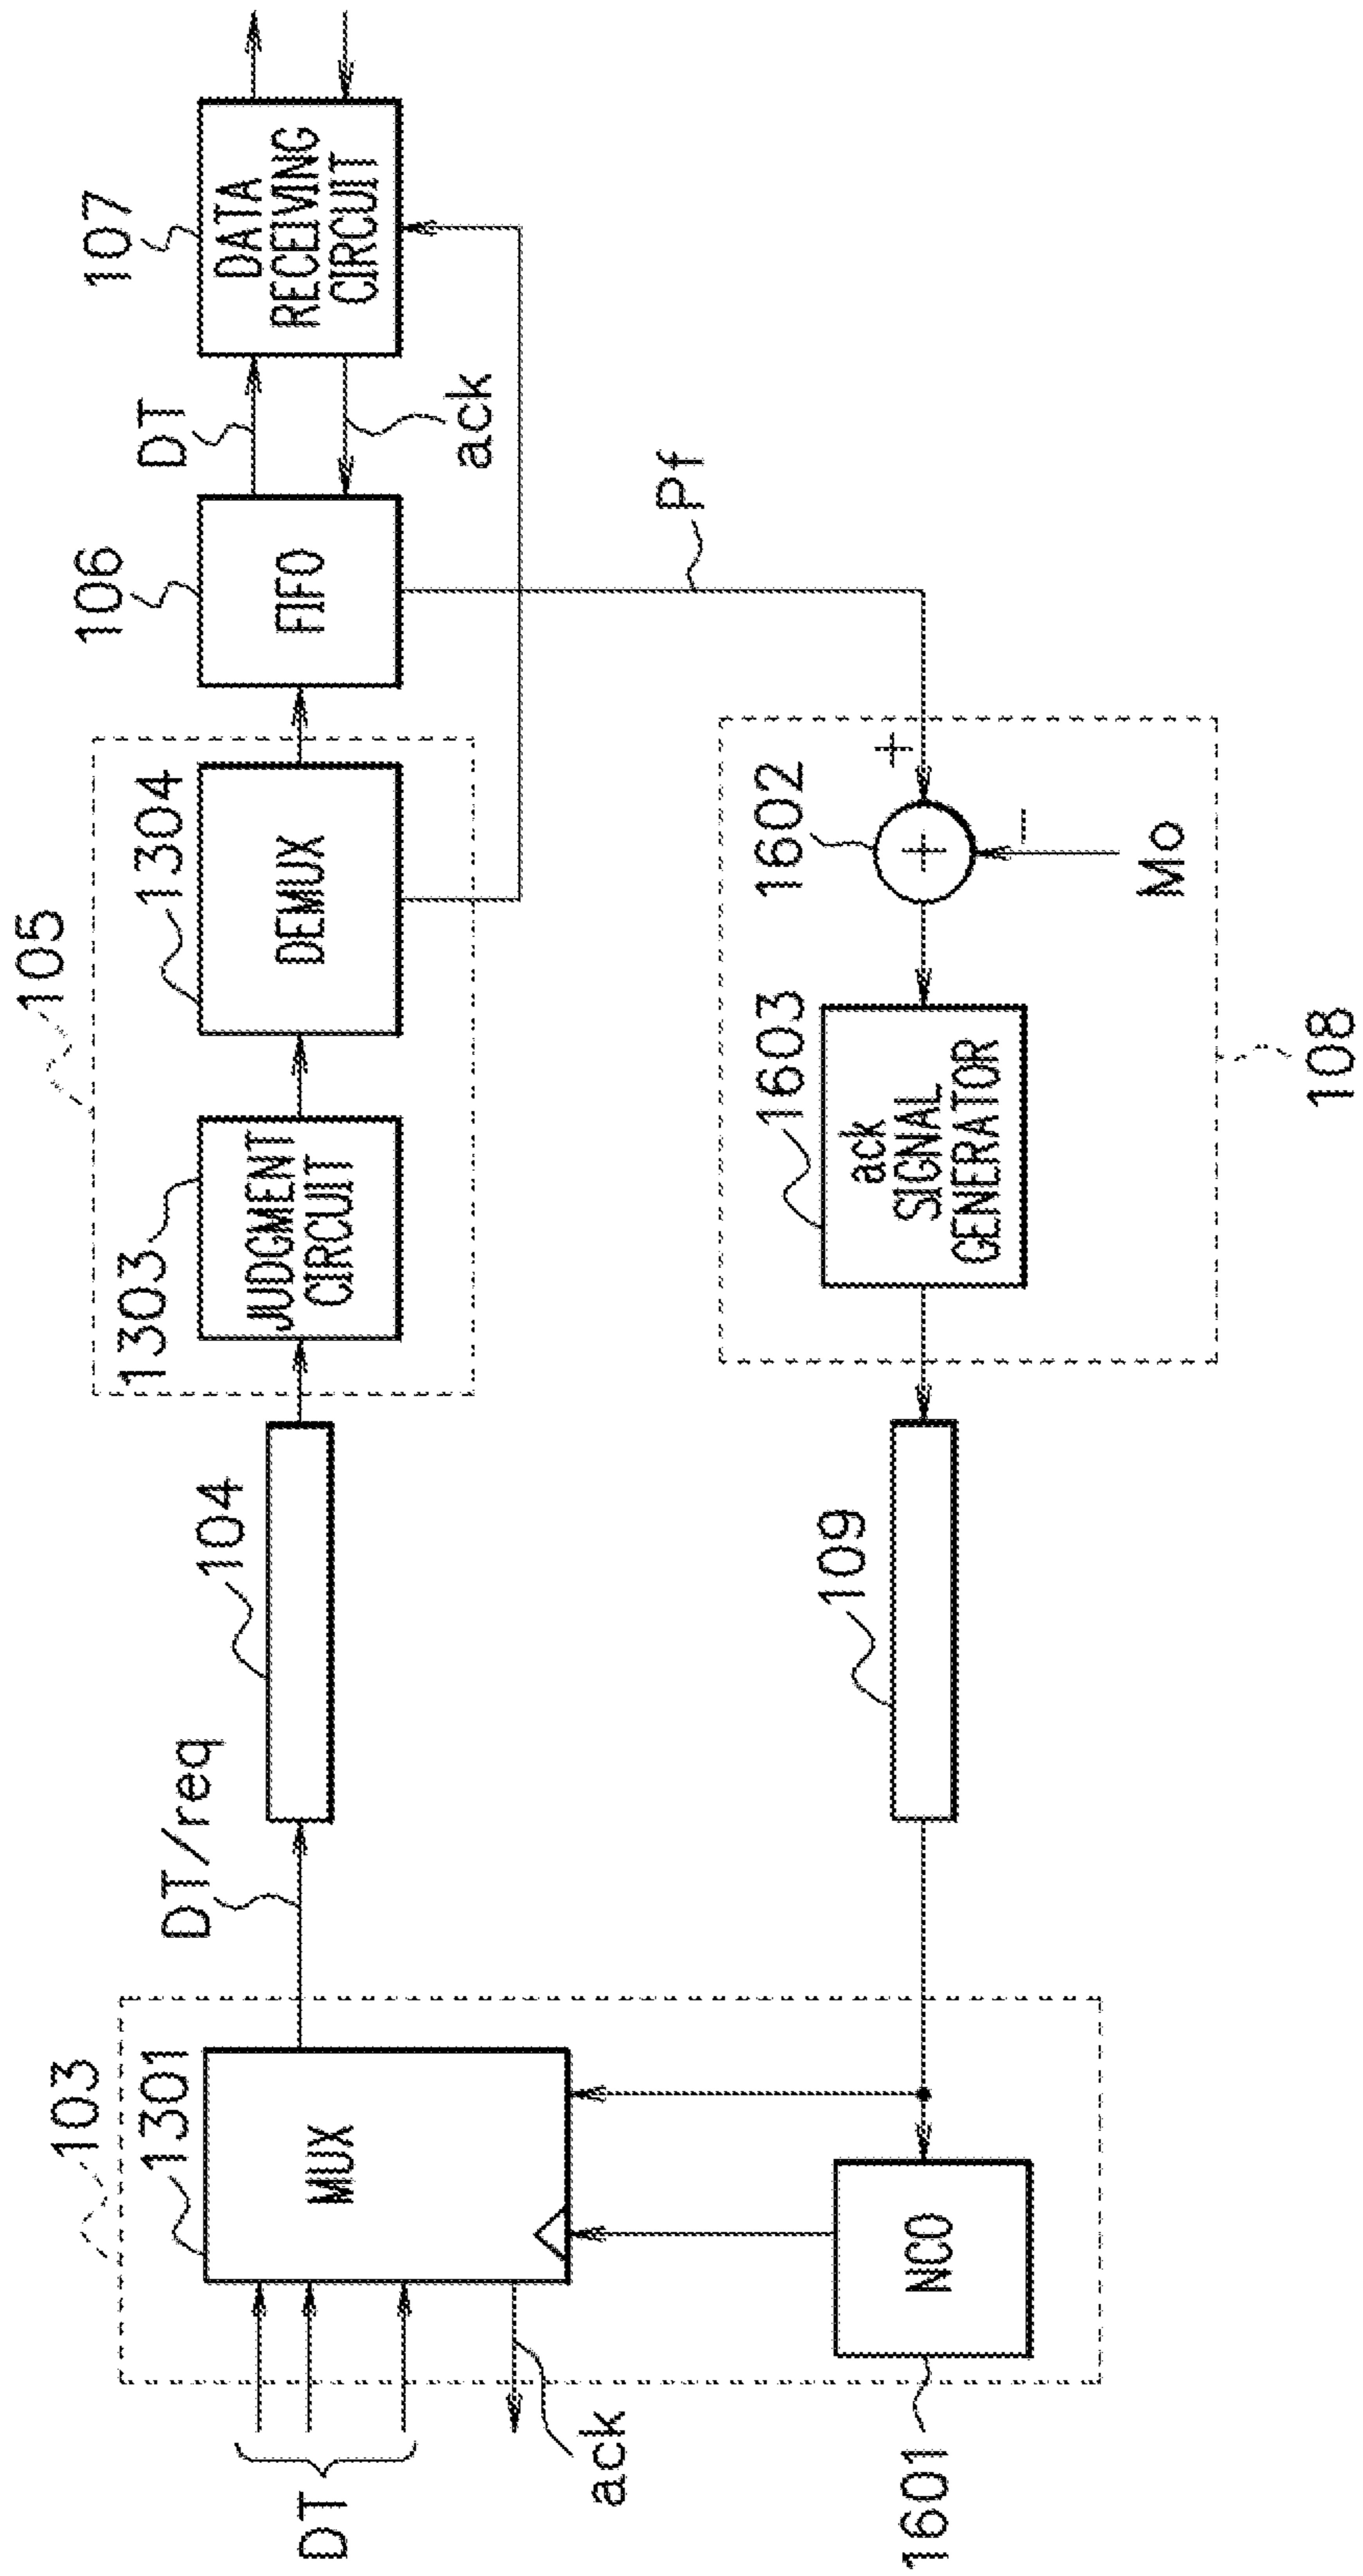 103
1301
MUX
DT
ack
NCO
1601
DT/req
104
109
105
1303
JUDGMENT
CIRCUIT
1304
DEMUX
106
FIFO
DT
ack
107
DATA
RECEIVING
CIRCUIT
Pf
1603
ack
SIGNAL
GENERATOR
1602
+
+
−
Mo
108